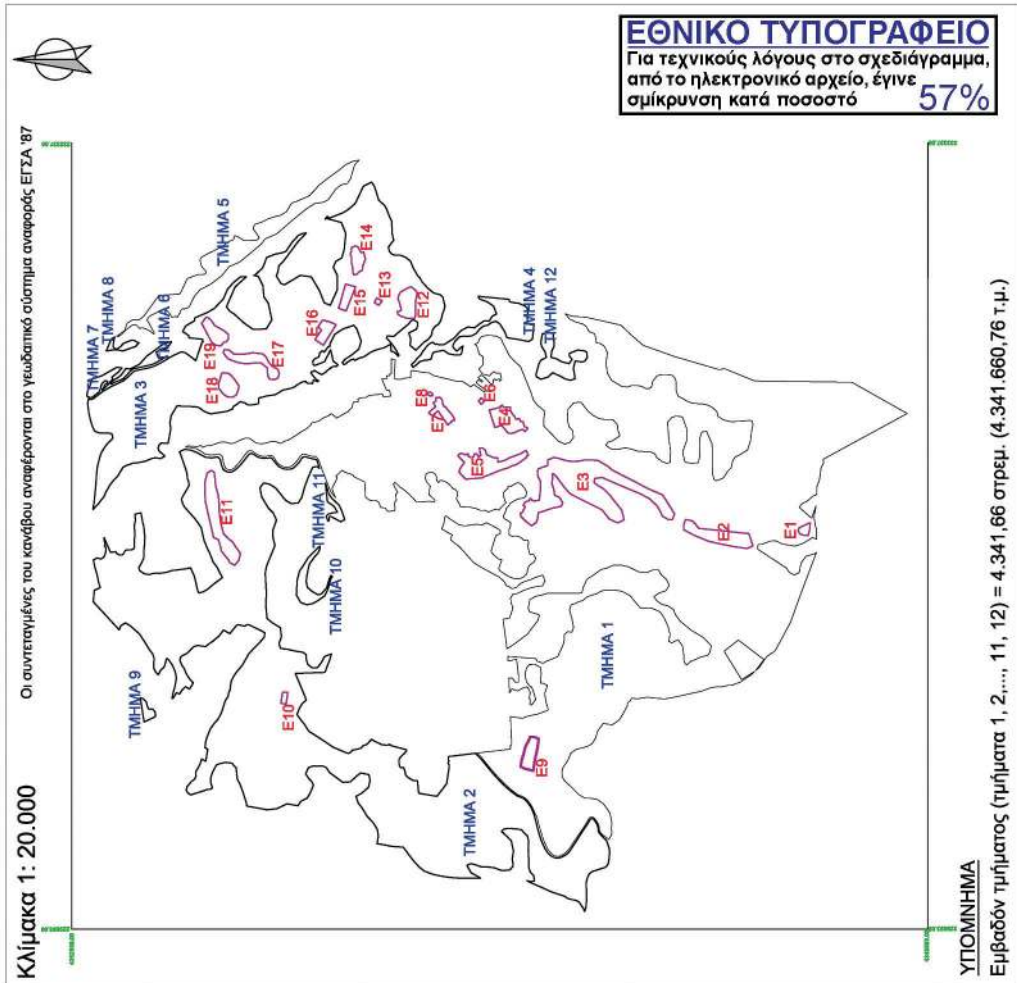 Κλίμακα 1: 20.000
Οι συντεταγμένες του κανάβου αναφέρονται στο γεωδαιτικό σύστημα αναφοράς ΕΓΣΑ '87
ΕΘΝΙΚΟ ΤΥΠΟΓΡΑΦΕΙΟ
Για τεχνικούς λόγους στο σχεδιάγραμμα,
από το ηλεκτρονικό αρχείο, έγινε
σμίκρυνση κατά ποσοστό 57%
ΤΜΗΜΑ 7
ΤΜΗΜΑ 8
ΤΜΗΜΑ 6
ΤΜΗΜΑ 5
ΤΜΗΜΑ 3
ΤΜΗΜΑ 9
ΤΜΗΜΑ 11
ΤΜΗΜΑ 10
ΤΜΗΜΑ 4
ΤΜΗΜΑ 12
ΤΜΗΜΑ 1
ΤΜΗΜΑ 2
E19
E18
E17
E16
E15
E14
E13
E12
E11
E10
E8
E7
E6
E4
E5
E3
E2
E1
E9
ΥΠΟΜΝΗΜΑ
Εμβαδόν τμήματος (τμήματα 1, 2,..., 11, 12) = 4.341,66 στρεμ. (4.341.660,76 τ.μ.)